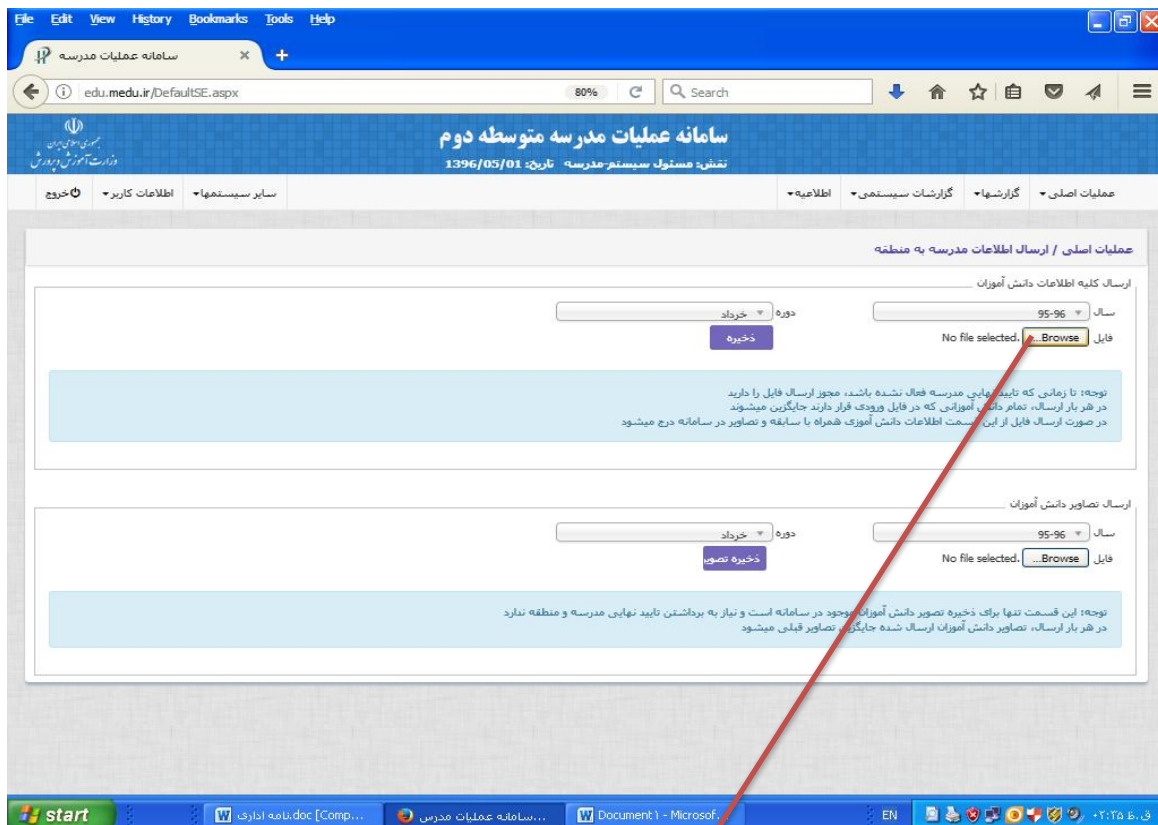 File Edit View History Bookmarks Tools Help
سامانه عملیات مدرسه × +
edu.medu.ir/DefaultSE.aspx 80% Search
جمهوری اسلامی ایران
وزارت آموزش و پرورش
سامانه عملیات مدرسه متوسطه دوم
نقش: مسئول سیستم-مدرسه تاریخ: 1396/05/01
عملیات اصلی گزارشها گزارشات سیستمی اطلاعیه سایر سیستمها اطلاعات کاربر خروج
عملیات اصلی / ارسال اطلاعات مدرسه به منطقه
ارسال کلیه اطلاعات دانش آموزان
سال 95-96 دوره خرداد
فایل Browse... No file selected. ذخیره
توجه: تا زمانی که تایید نهایی مدرسه فعال نشده باشد، مجوز ارسال فایل را دارید
در هر بار ارسال، تمام دانش آموزانی که در فایل ورودی قرار دارند جایگزین میشوند
در صورت ارسال فایل از این قسمت اطلاعات دانش آموزی همراه با سابقه و تصاویر در سامانه درج میشود
ارسال تصاویر دانش آموزان
سال 95-96 دوره خرداد
فایل Browse... No file selected. ذخیره تصویر
توجه: این قسمت تنها برای ذخیره تصویر دانش آموزان موجود در سامانه است و نیاز به برداشتن تایید نهایی مدرسه و منطقه ندارد
در هر بار ارسال، تصاویر دانش آموزان ارسال شده جایگزین تصاویر قبلی میشود
start نامه اداری.doc [Comp... سامانه عملیات مدرس... Document۱ - Microsof... EN ۰۲:۲۵ ق.ظ